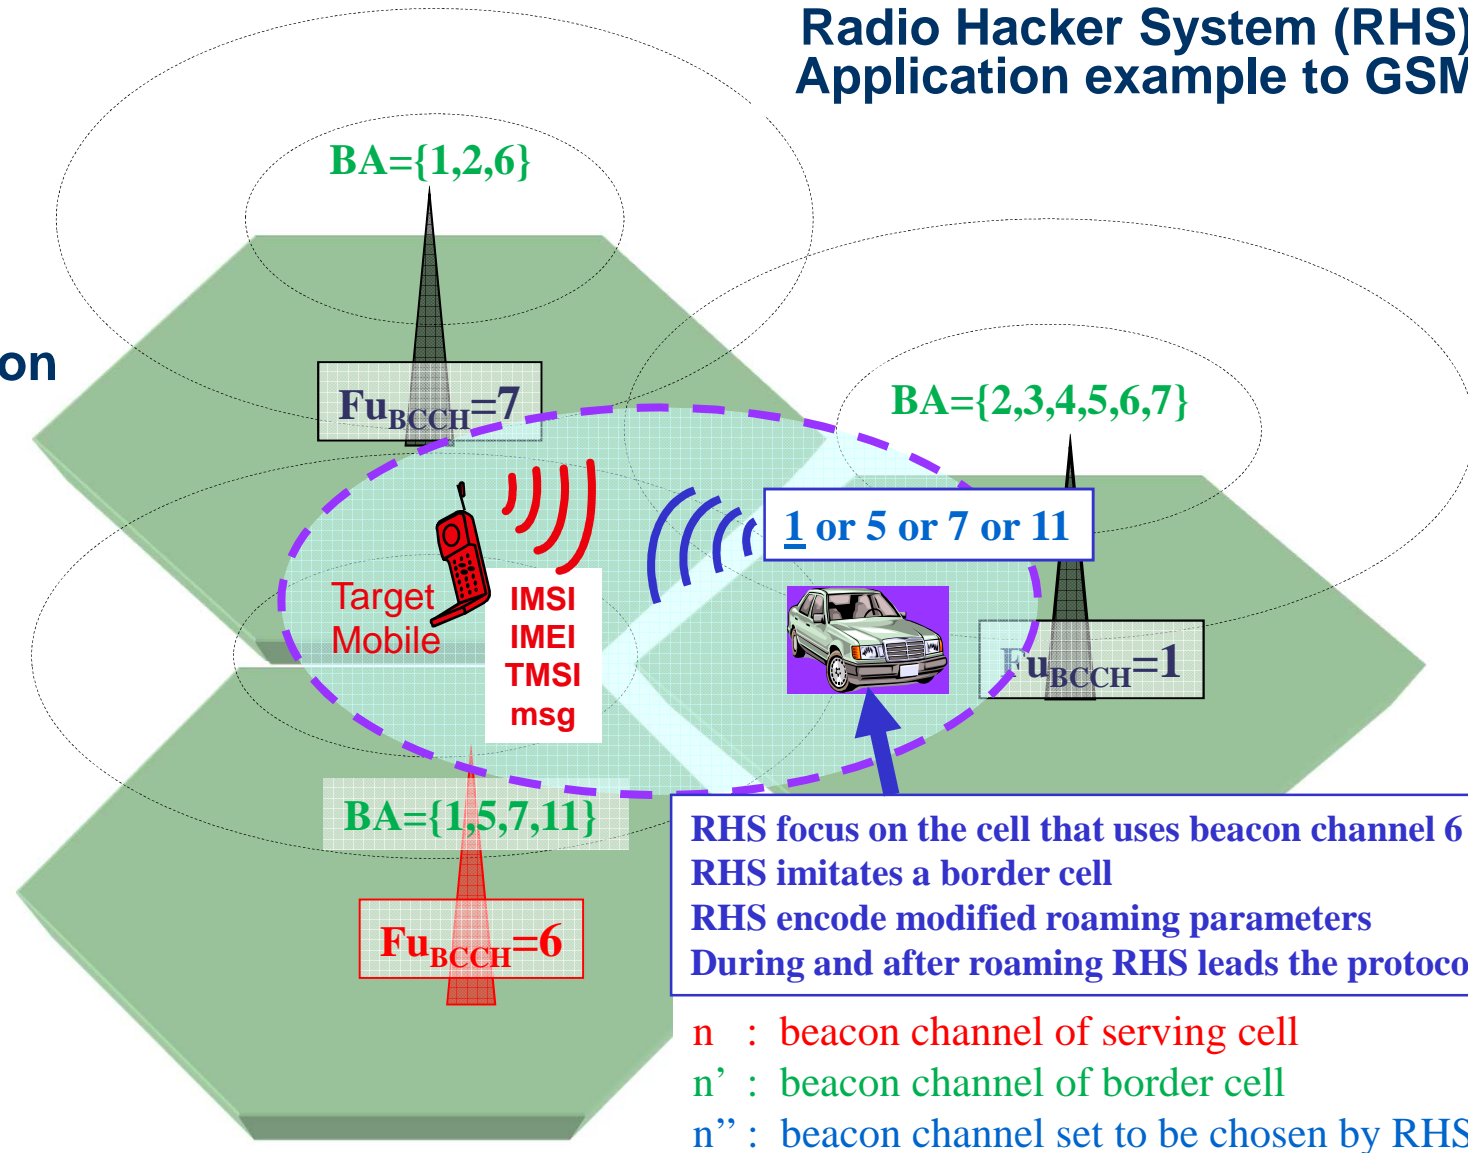 Radio Hacker System (RHS)
Application example to GSM
BA={1,2,6}
on
FuBCCH=7
BA={2,3,4,5,6,7}
1 or 5 or 7 or 11
Target
Mobile
IMSI
IMEI
TMSI
msg
FuBCCH=1
BA={1,5,7,11}
FuBCCH=6
RHS focus on the cell that uses beacon channel 6
RHS imitates a border cell
RHS encode modified roaming parameters
During and after roaming RHS leads the protoco
n : beacon channel of serving cell
n’ : beacon channel of border cell
n’’ : beacon channel set to be chosen by RHS